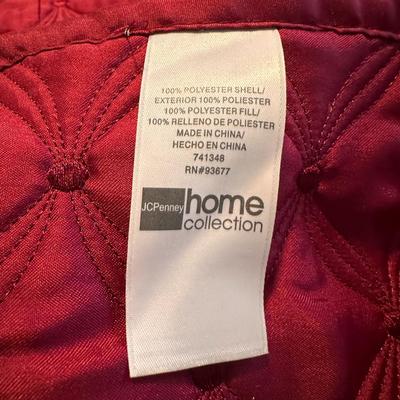 100% POLYESTER SHELL/
EXTERIOR 100% POLIESTER
100% POLYESTER FILL/
100% RELLENO DE POLIESTER
MADE IN CHINA/
HECHO EN CHINA
741348
RN#93677
JCPenney home
collection